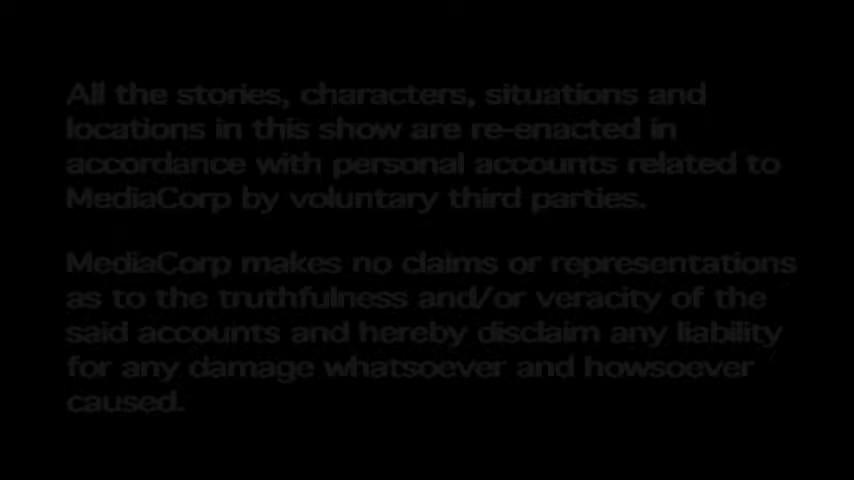 All the stories, characters, situations and
locations in this show are re-enacted in
accordance with personal accounts related to
MediaCorp by voluntary third parties.
MediaCorp makes no claims or representations
as to the truthfulness and/or veracity of the
said accounts and hereby disclaim any liability
for any damage whatsoever and howsoever
caused.